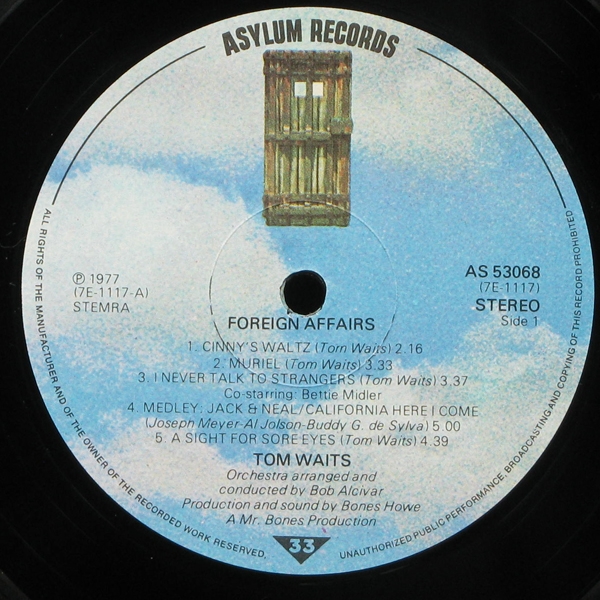 ASYLUM RECORDS
℗ 1977
(7E-1117-A)
STEMRA
AS 53068
(7E-1117)
STEREO
Side 1
FOREIGN AFFAIRS
1. CINNY'S WALTZ (Tom Waits) 2.16
2. MURIEL (Tom Waits) 3.33
3. I NEVER TALK TO STRANGERS (Tom Waits) 3.37
Co-starring: Bettie Midler
4. MEDLEY: JACK & NEAL/CALIFORNIA HERE I COME
(Joseph Meyer-Al Jolson-Buddy G. de Sylva) 5.00
5. A SIGHT FOR SORE EYES (Tom Waits) 4.39
TOM WAITS
Orchestra arranged and
conducted by Bob Alcivar
Production and sound by Bones Howe
A Mr. Bones Production
33
ALL RIGHTS OF THE MANUFACTURER AND OF THE OWNER OF THE RECORDED WORK RESERVED.
UNAUTHORIZED PUBLIC PERFORMANCE, BROADCASTING AND COPYING OF THIS RECORD PROHIBITED